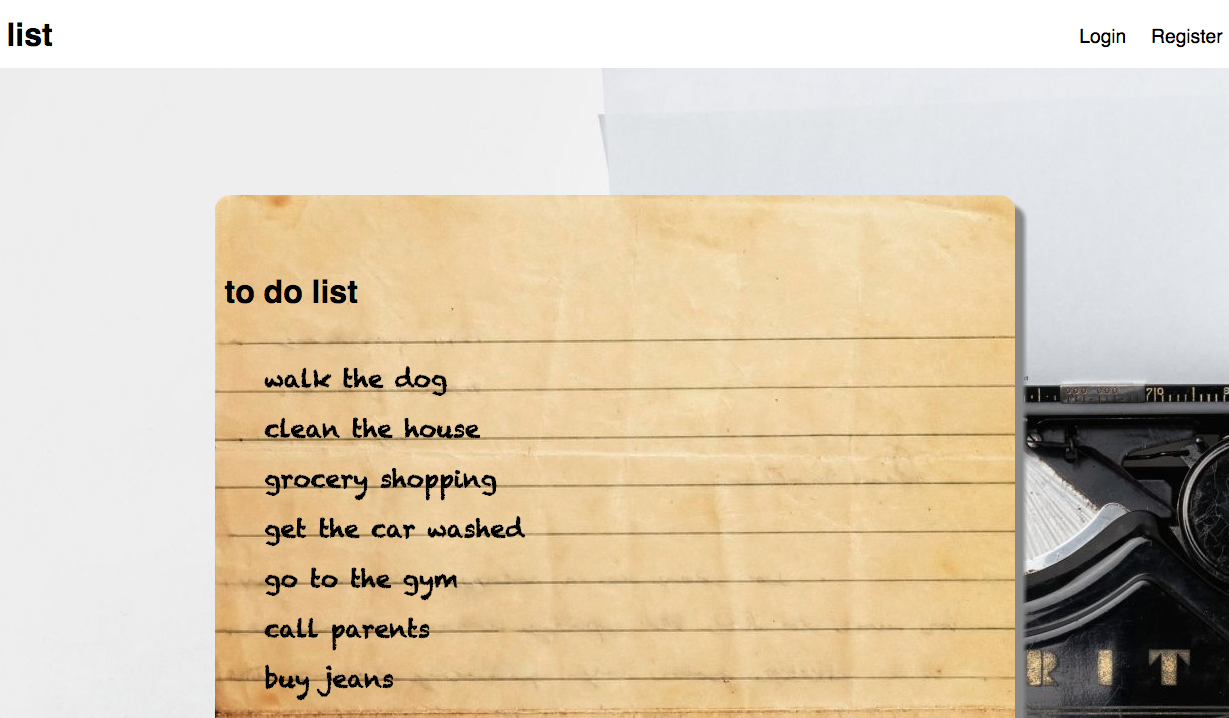 list
Login Register
to do list
walk the dog
clean the house
grocery shopping
get the car washed
go to the gym
call parents
buy jeans
710
R I T